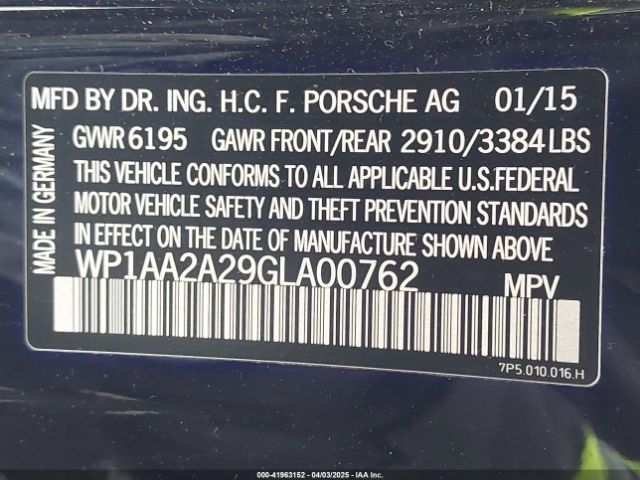 MFD BY DR. ING. H.C. F. PORSCHE AG 01/15
GVWR 6195 GAWR FRONT/REAR 2910/3384 LBS
THIS VEHICLE CONFORMS TO ALL APPLICABLE U.S.FEDERAL
MOTOR VEHICLE SAFETY AND THEFT PREVENTION STANDARDS
IN EFFECT ON THE DATE OF MANUFACTURE SHOWN ABOVE
MADE IN GERMANY
WP1AA2A29GLA00762 MPV
7P5.010.016.H
000-41963152 - 04/03/2025 - IAA Inc.